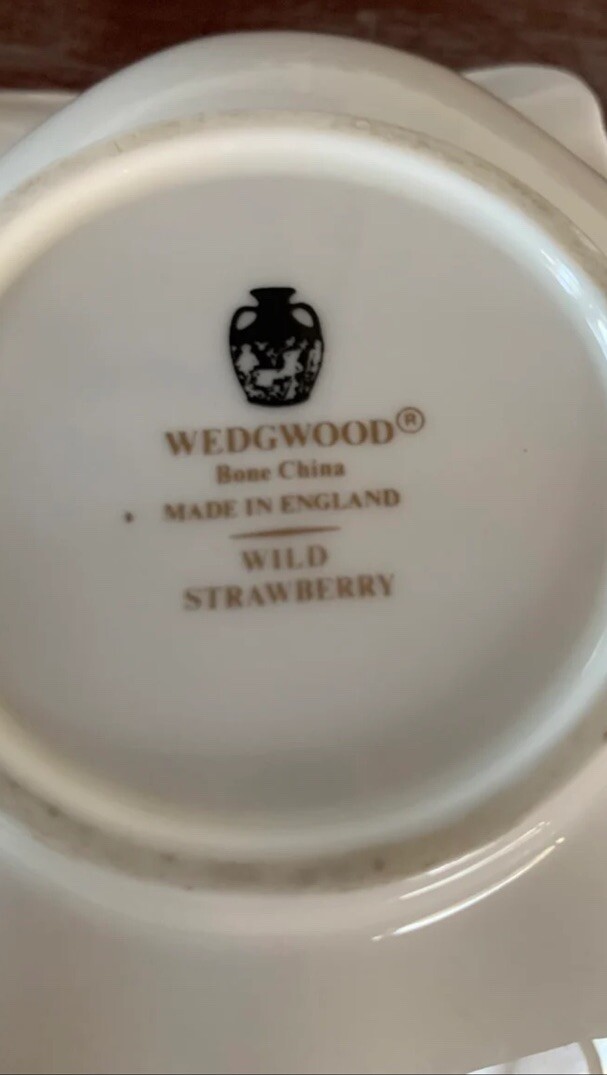 WEDGWOOD®
Bone China
MADE IN ENGLAND
WILD
STRAWBERRY